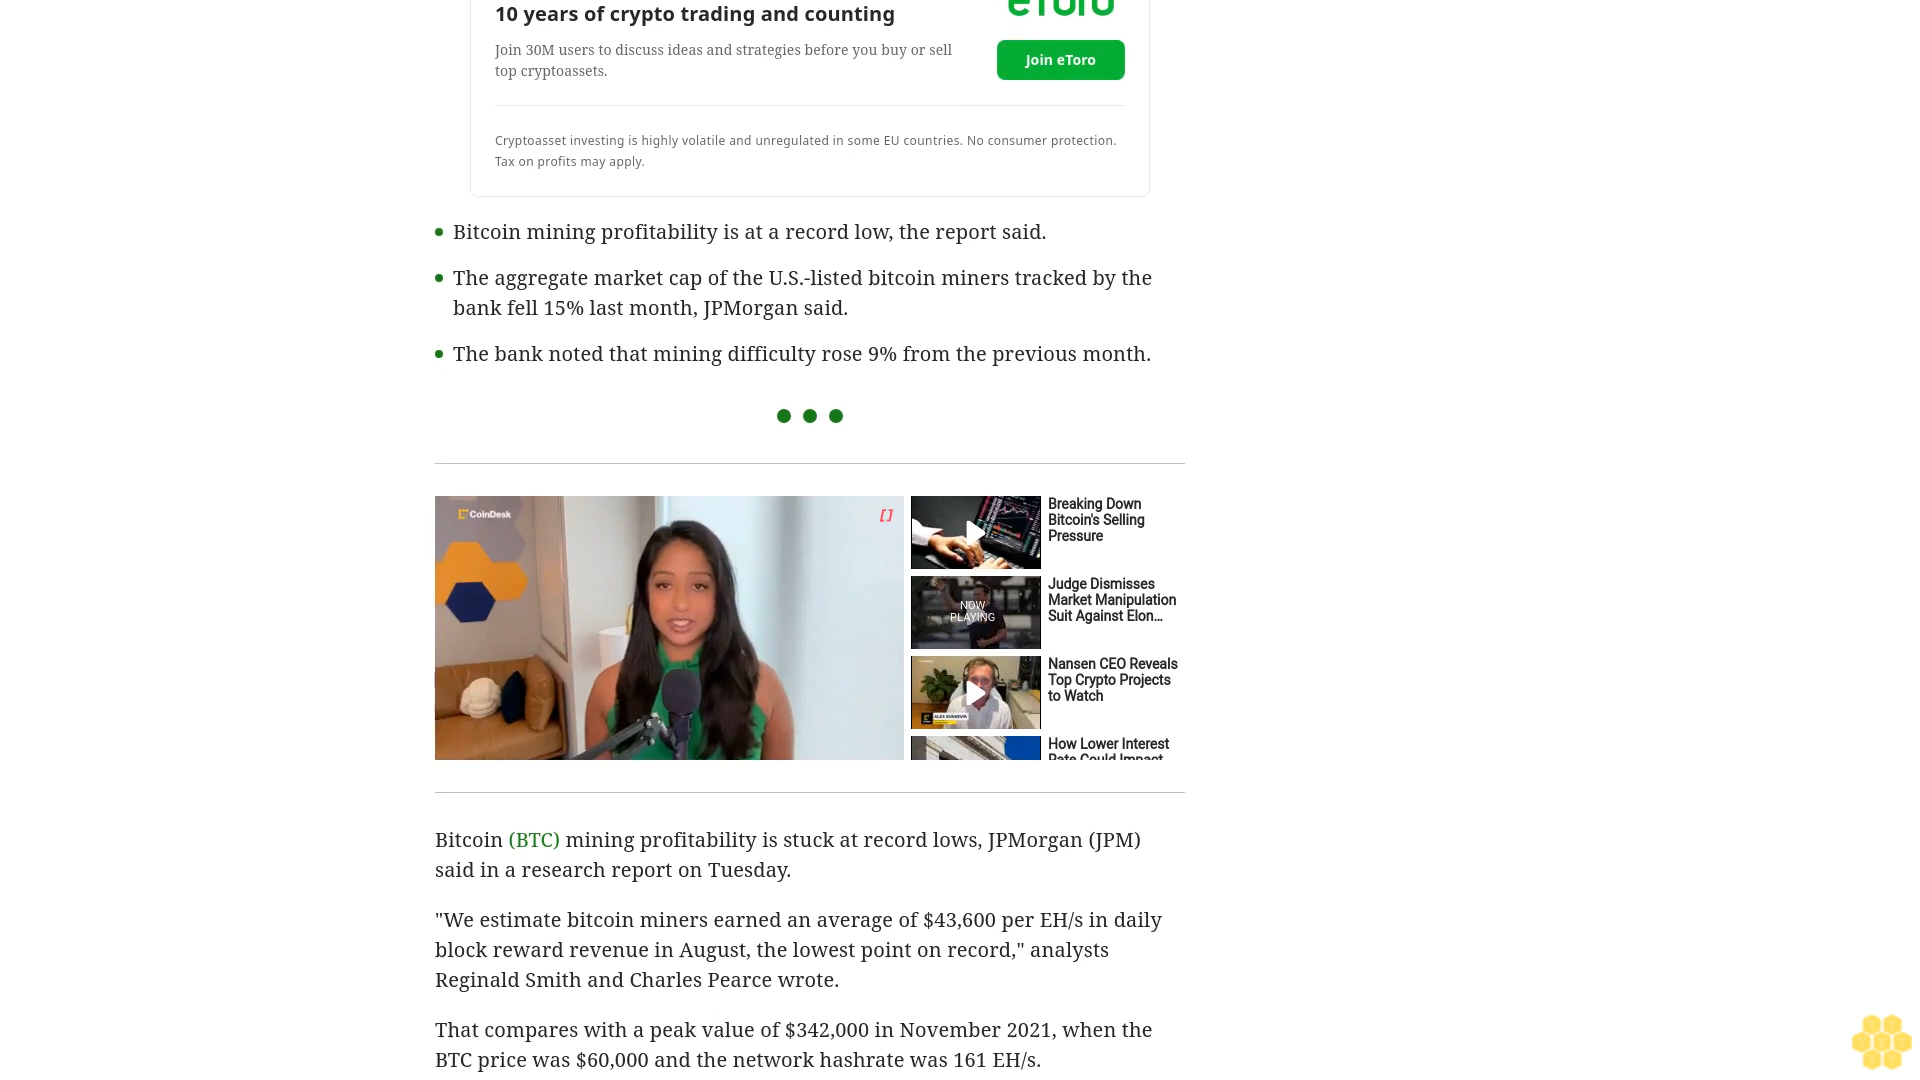 10 years of crypto trading and counting
eToro
Join 30M users to discuss ideas and strategies before you buy or sell
top cryptoassets.
Join eToro
Cryptoasset investing is highly volatile and unregulated in some EU countries. No consumer protection.
Tax on profits may apply.
Bitcoin mining profitability is at a record low, the report said.
The aggregate market cap of the U.S.-listed bitcoin miners tracked by the
bank fell 15% last month, JPMorgan said.
The bank noted that mining difficulty rose 9% from the previous month.
CoinDesk
[ ]
Breaking Down
Bitcoin's Selling
Pressure
NOW
PLAYING
Judge Dismisses
Market Manipulation
Suit Against Elon...
ALEX SVANEVIK
Nansen CEO Reveals
Top Crypto Projects
to Watch
How Lower Interest
Rate Could Impact
Bitcoin (BTC) mining profitability is stuck at record lows, JPMorgan (JPM)
said in a research report on Tuesday.
"We estimate bitcoin miners earned an average of $43,600 per EH/s in daily
block reward revenue in August, the lowest point on record," analysts
Reginald Smith and Charles Pearce wrote.
That compares with a peak value of $342,000 in November 2021, when the
BTC price was $60,000 and the network hashrate was 161 EH/s.